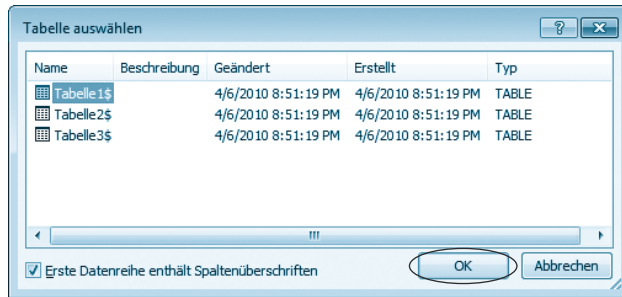 Tabelle auswählen
Name Beschreibung Geändert Erstellt Typ
Tabelle1$ 4/6/2010 8:51:19 PM 4/6/2010 8:51:19 PM TABLE
Tabelle2$ 4/6/2010 8:51:19 PM 4/6/2010 8:51:19 PM TABLE
Tabelle3$ 4/6/2010 8:51:19 PM 4/6/2010 8:51:19 PM TABLE
Erste Datenreihe enthält Spaltenüberschriften OK Abbrechen